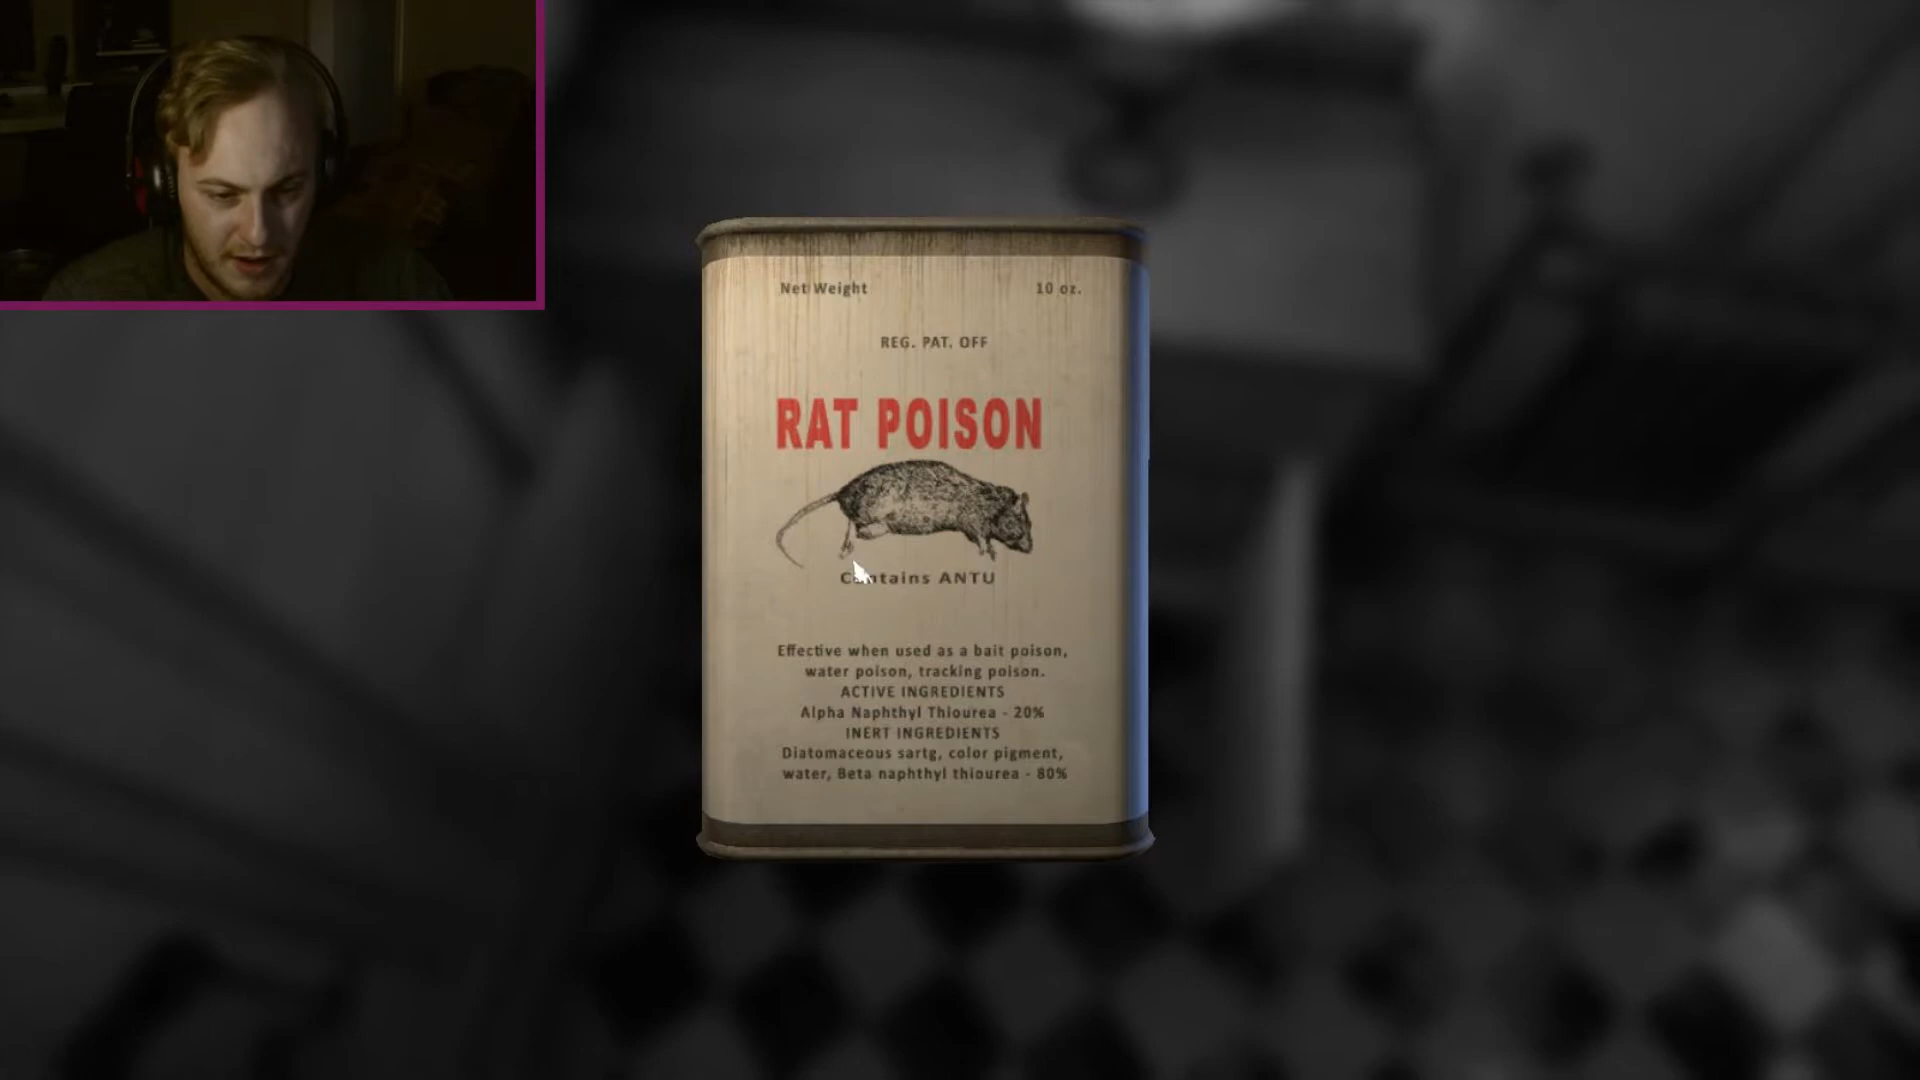 Net Weight 10 oz.
REG. PAT. OFF
RAT POISON
Contains ANTU
Effective when used as a bait poison,
water poison, tracking poison.
ACTIVE INGREDIENTS
Alpha Naphthyl Thiourea - 20%
INERT INGREDIENTS
Diatomaceous sartg, color pigment,
water, Beta naphthyl thiourea - 80%